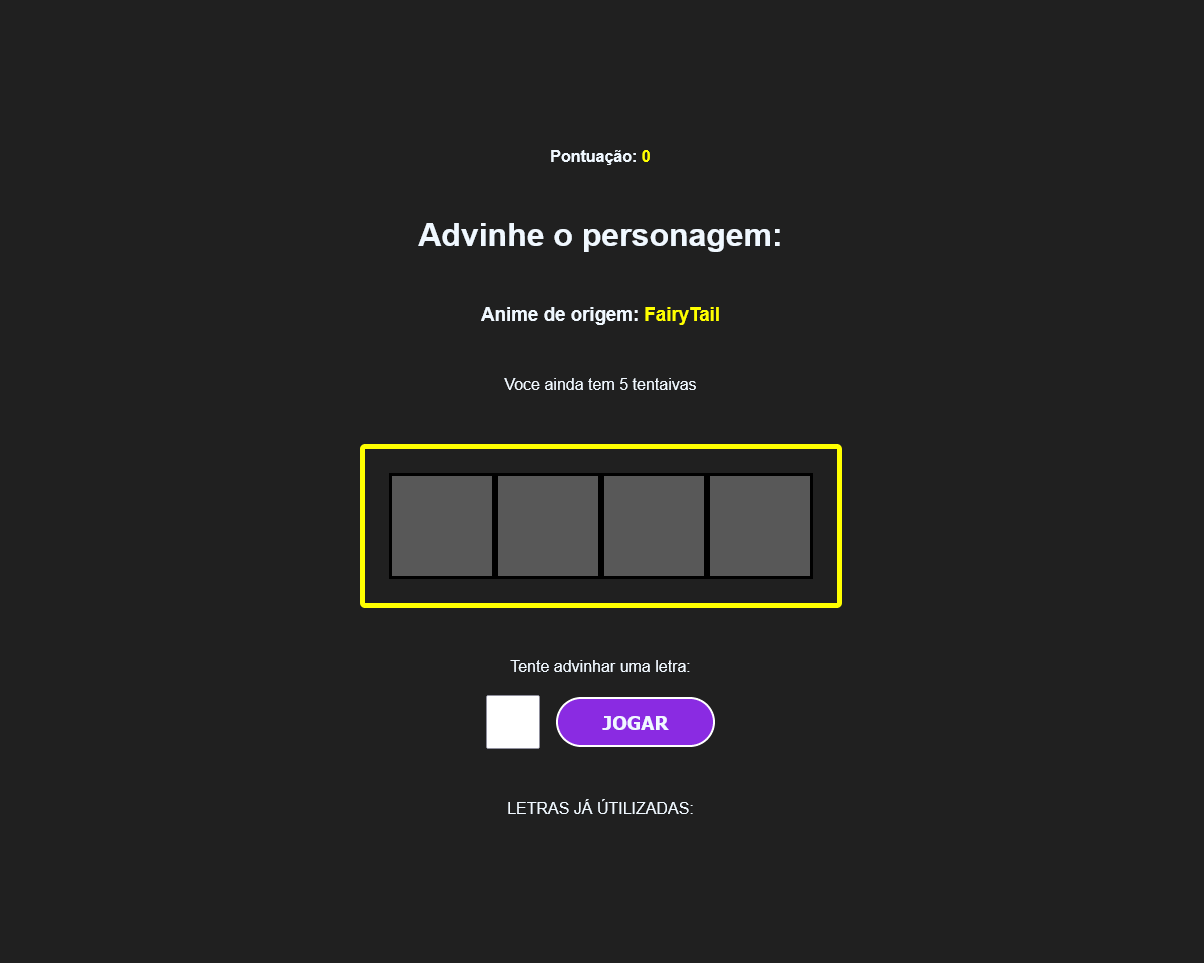 Pontuação: 0
Advinhe o personagem:
Anime de origem: FairyTail
Voce ainda tem 5 tentaivas
Tente advinhar uma letra:
JOGAR
LETRAS JÁ ÚTILIZADAS: